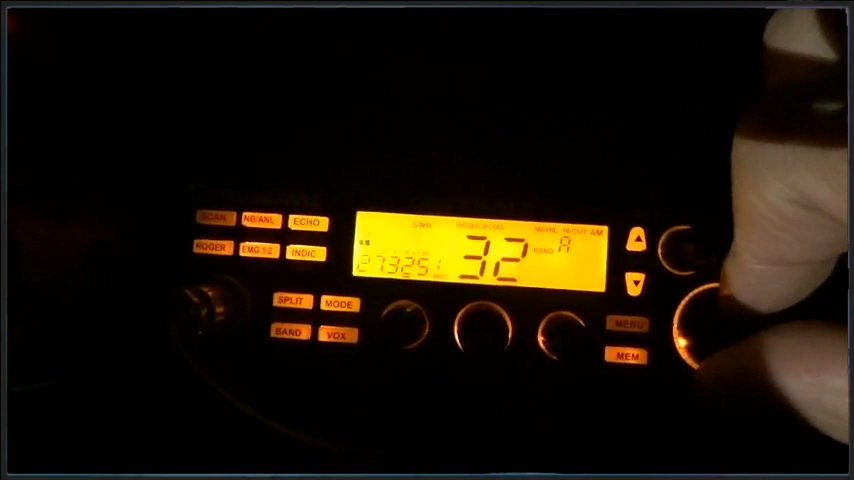 SCAN NB/ANL ECHO
ROGER EMG 1/2 INDIC
SPLIT MODE
BAND VOX
SWR ROGER ECHO NB/ANL HI-CUT AM
32 BAND A
273251
MENU
MEM